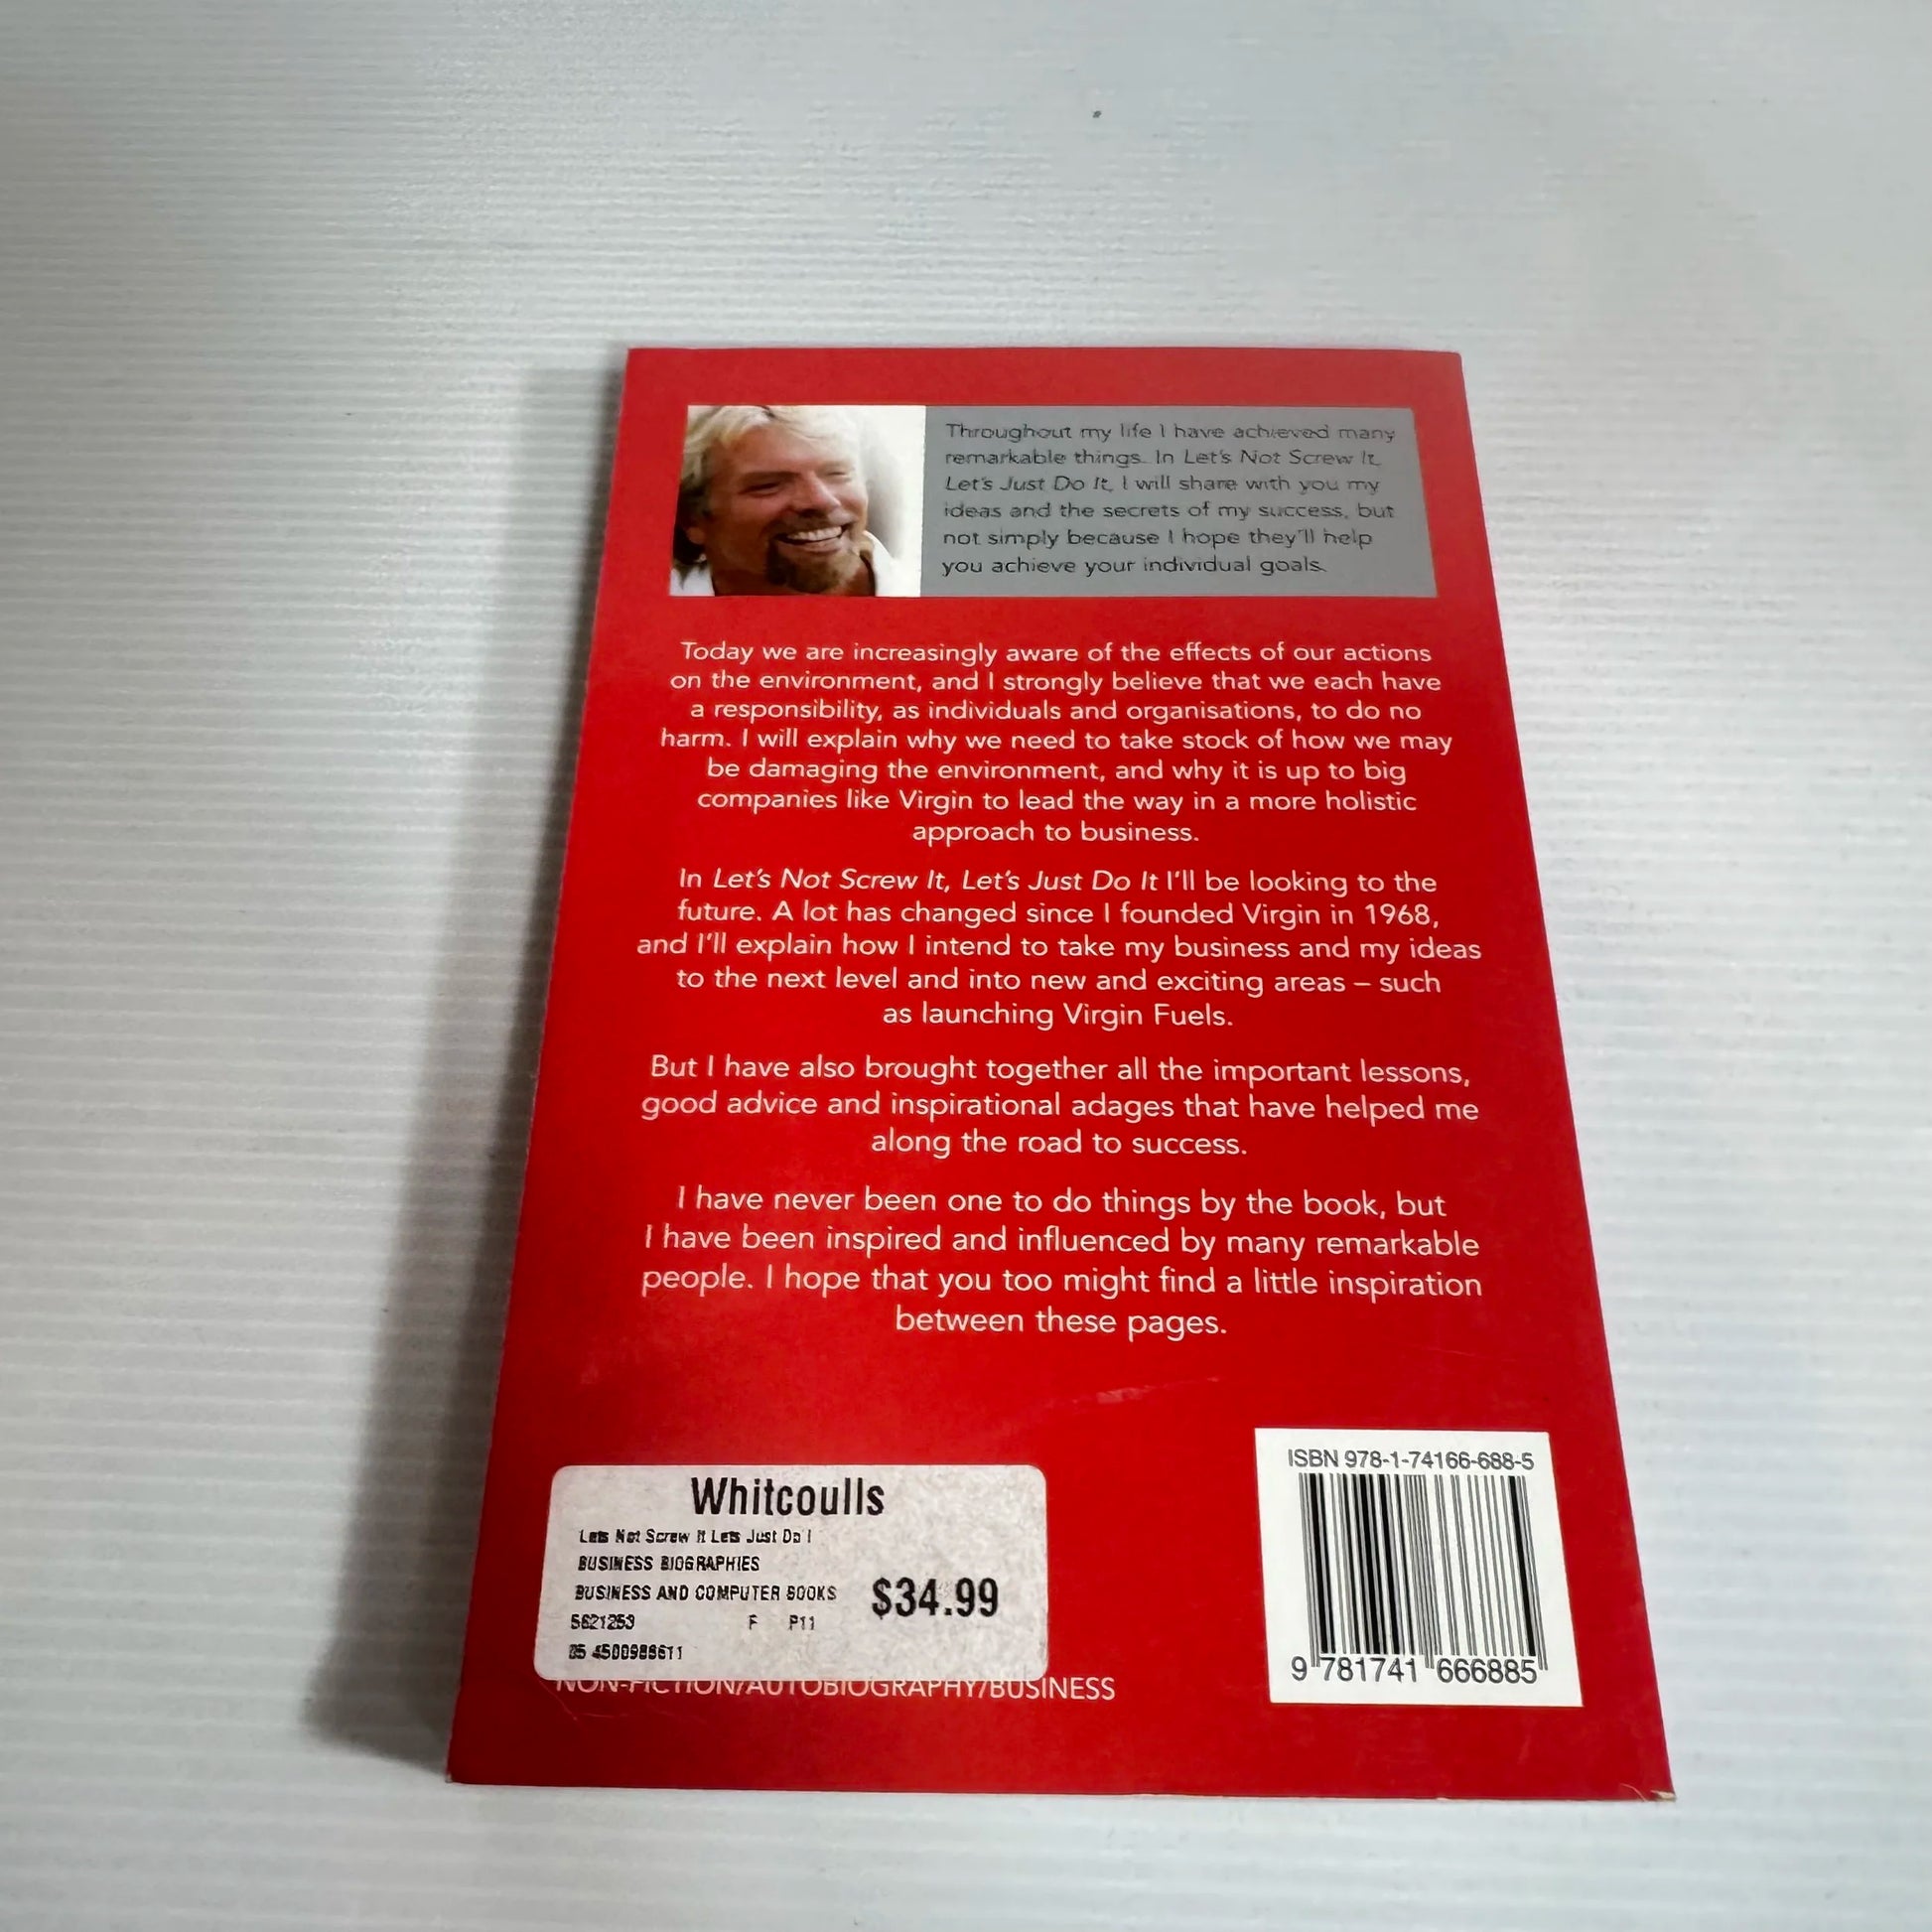 Throughout my life I have achieved many
remarkable things. In Let's Not Screw It,
Let's Just Do It, I will share with you my
ideas and the secrets of my success, but
not simply because I hope they'll help
you achieve your individual goals.
Today we are increasingly aware of the effects of our actions
on the environment, and I strongly believe that we each have
a responsibility, as individuals and organisations, to do no
harm. I will explain why we need to take stock of how we may
be damaging the environment, and why it is up to big
companies like Virgin to lead the way in a more holistic
approach to business.
In Let's Not Screw It, Let's Just Do It I'll be looking to the
future. A lot has changed since I founded Virgin in 1968,
and I'll explain how I intend to take my business and my ideas
to the next level and into new and exciting areas – such
as launching Virgin Fuels.
But I have also brought together all the important lessons,
good advice and inspirational adages that have helped me
along the road to success.
I have never been one to do things by the book, but
I have been inspired and influenced by many remarkable
people. I hope that you too might find a little inspiration
between these pages.
Whitcoulls
Lets Not Screw It Lets Just Do I
BUSINESS BIOGRAPHIES
BUSINESS AND COMPUTER BOOKS
$34.99
5621253 F P11
NON-FICTION/AUTOBIOGRAPHY/BUSINESS
ISBN 978-1-74166-688-5
9 781741 666885